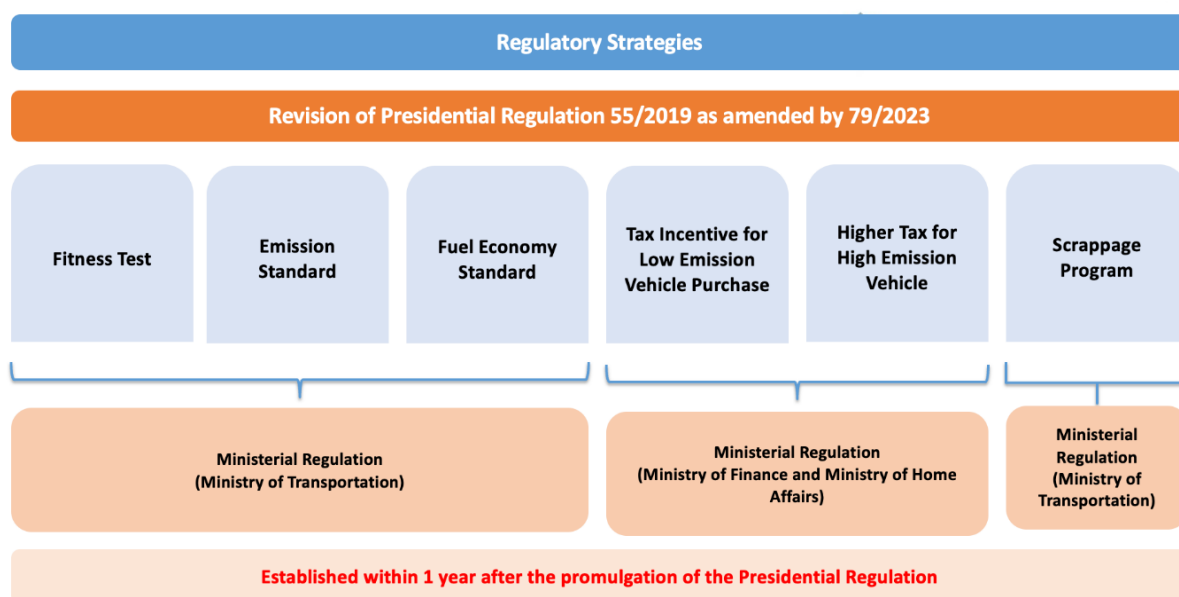 Regulatory Strategies
Revision of Presidential Regulation 55/2019 as amended by 79/2023
Fitness Test
Emission
Standard
Fuel Economy
Standard
Tax Incentive for
Low Emission
Vehicle Purchase
Higher Tax for
High Emission
Vehicle
Scrappage
Program
Ministerial Regulation
(Ministry of Transportation)
Ministerial Regulation
(Ministry of Finance and Ministry of Home
Affairs)
Ministerial
Regulation
(Ministry of
Transportation)
Established within 1 year after the promulgation of the Presidential Regulation